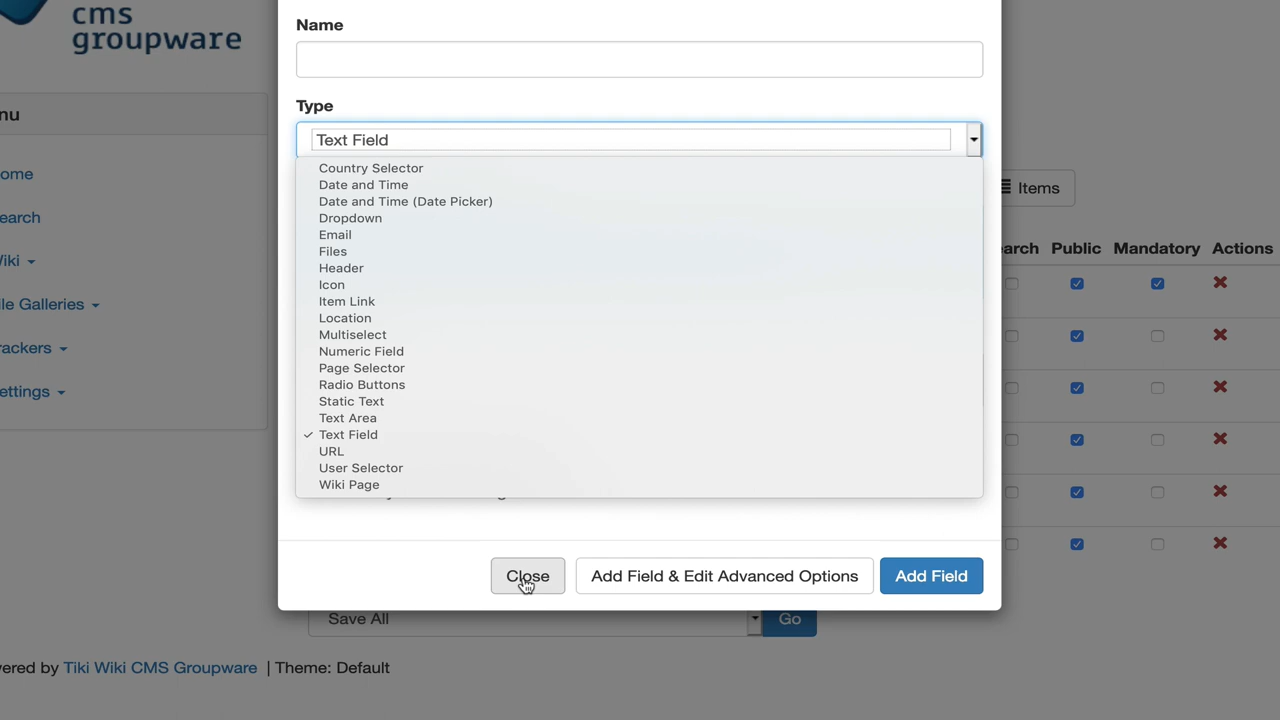 cms
groupware
Name
Type
Text Field
nu
Country Selector
Date and Time
ome
Date and Time (Date Picker)
Items
earch
Dropdown
Email
arch Public Mandatory Actions
Files
iki
Header
Icon
le Galleries
Item Link
Location
Multiselect
rackers
Numeric Field
Page Selector
Radio Buttons
ettings
Static Text
Text Area
✓ Text Field
URL
User Selector
Wiki Page
Close
Add Field & Edit Advanced Options
Add Field
Save All
Go
vered by Tiki Wiki CMS Groupware | Theme: Default